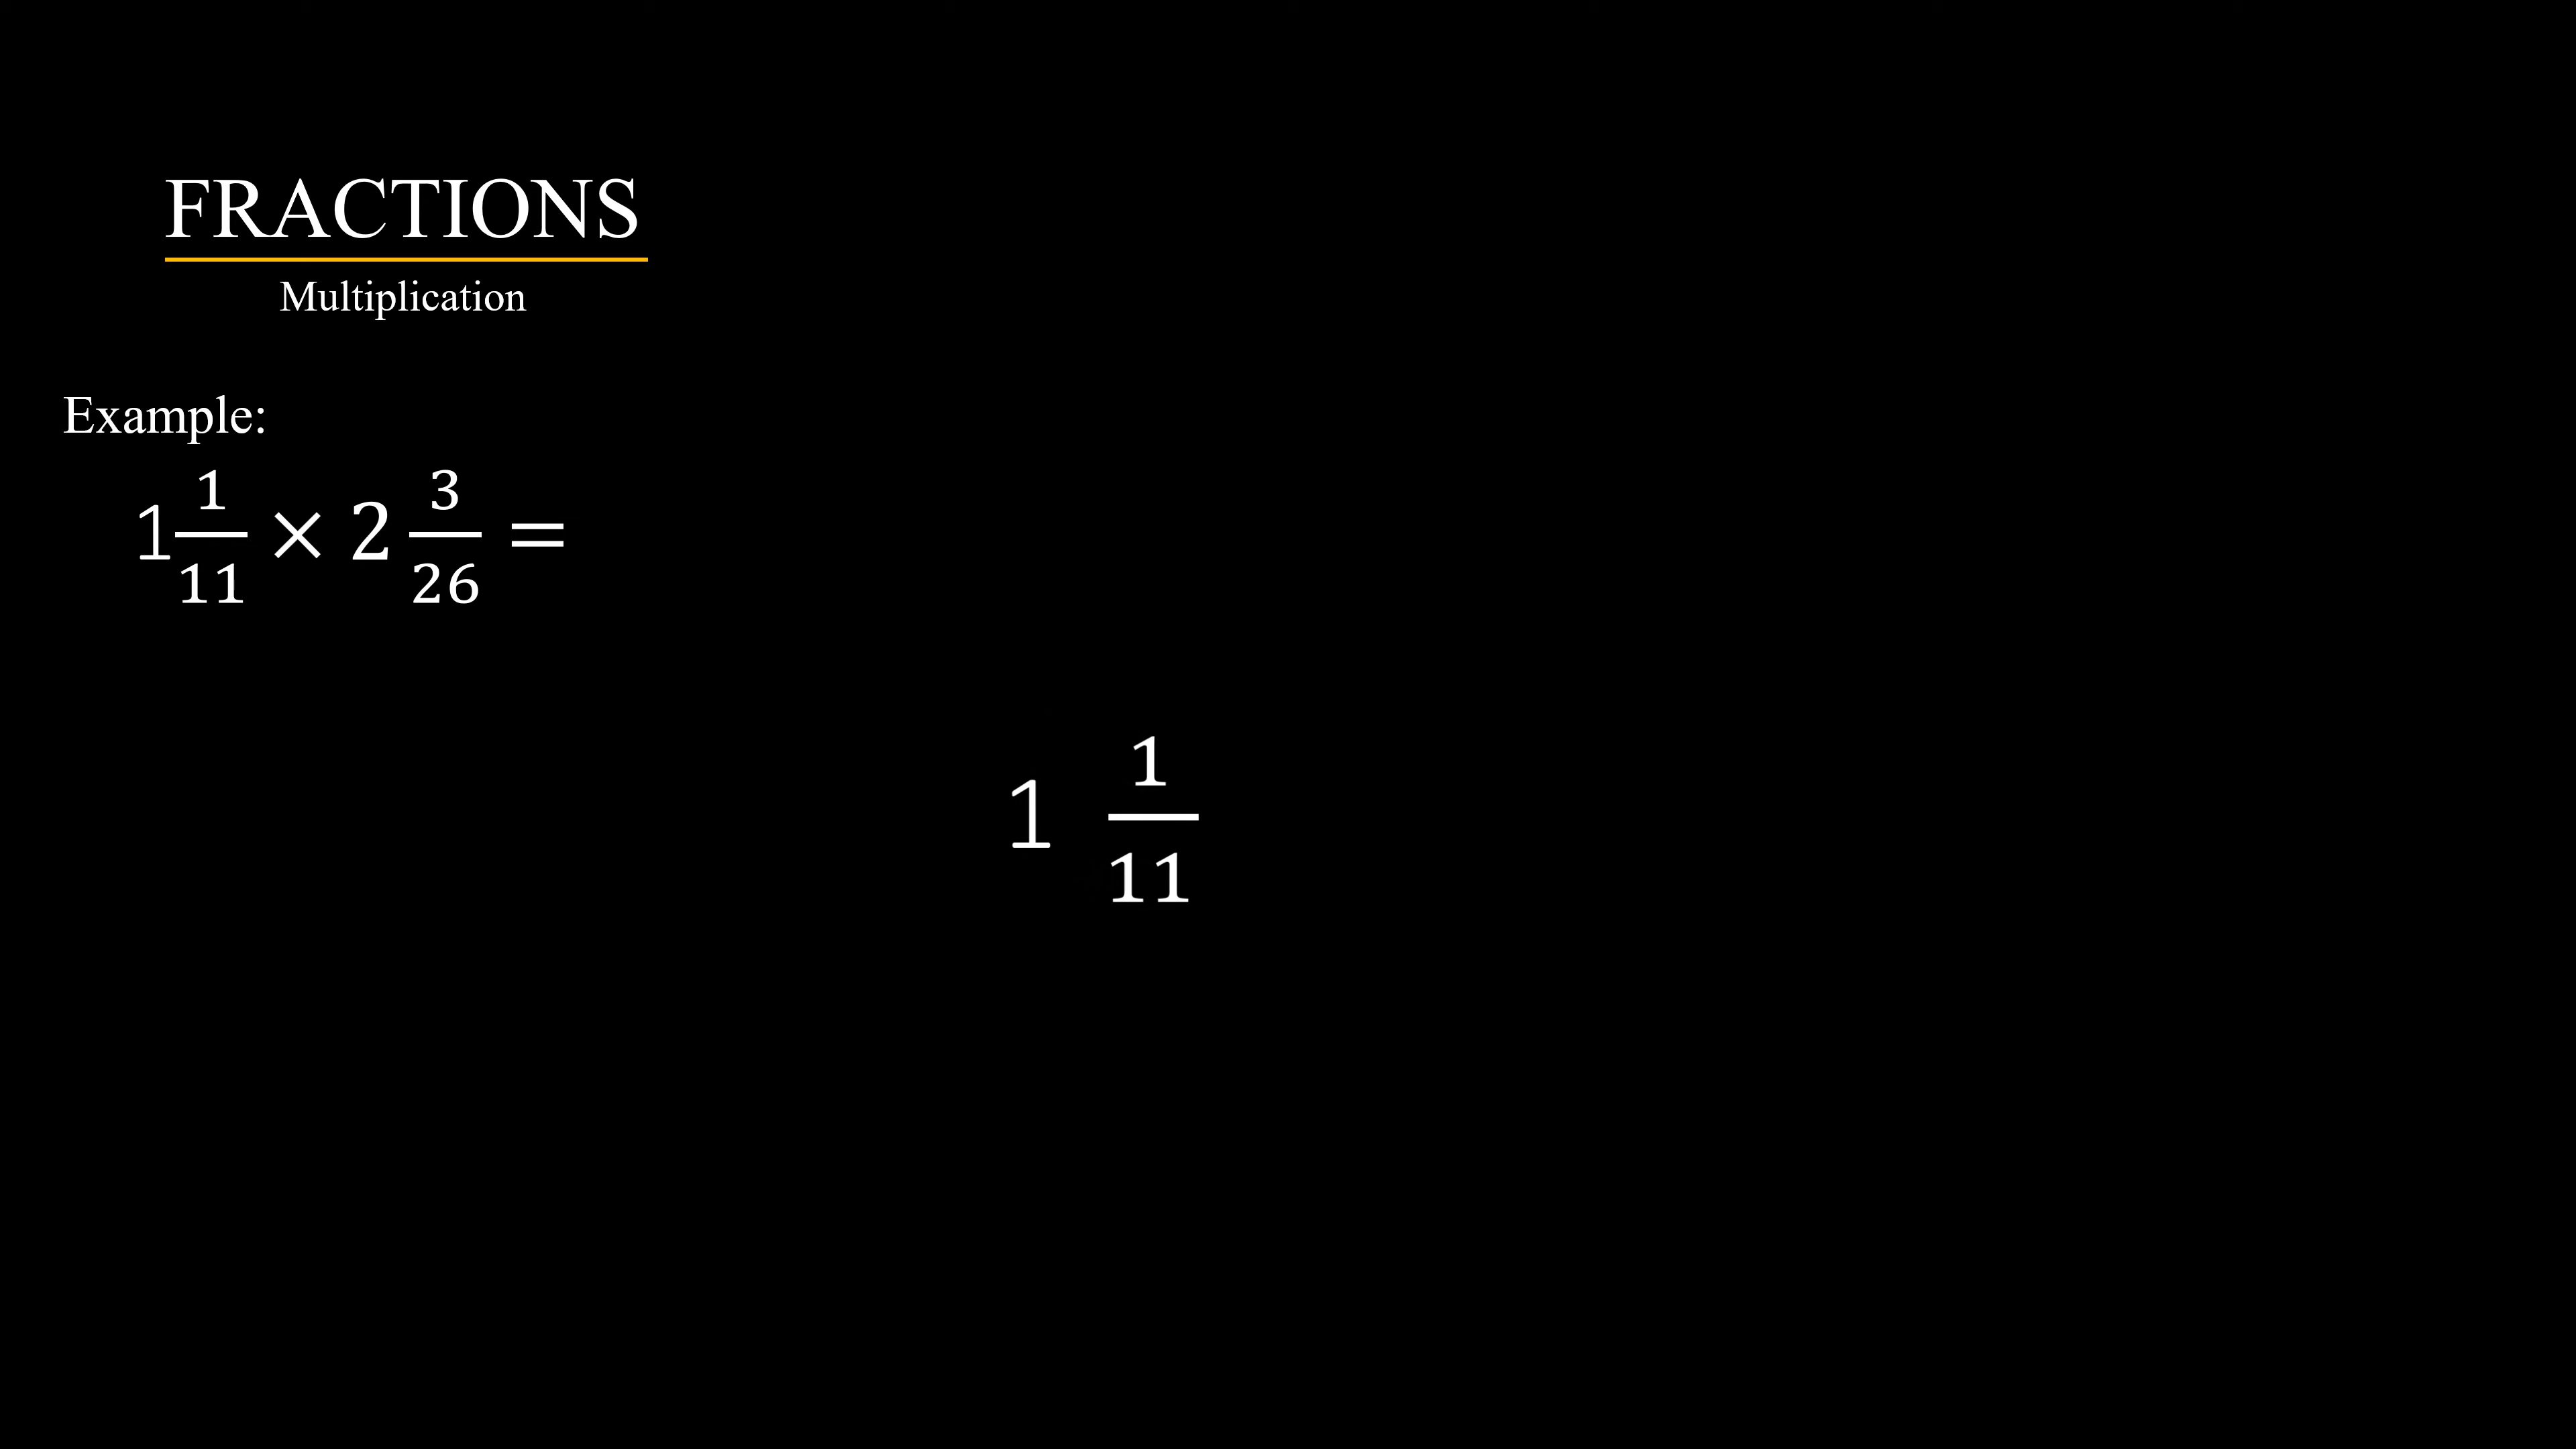 FRACTIONS
Multiplication
Example:
1 1/11 × 2 3/26 =
1 1/11